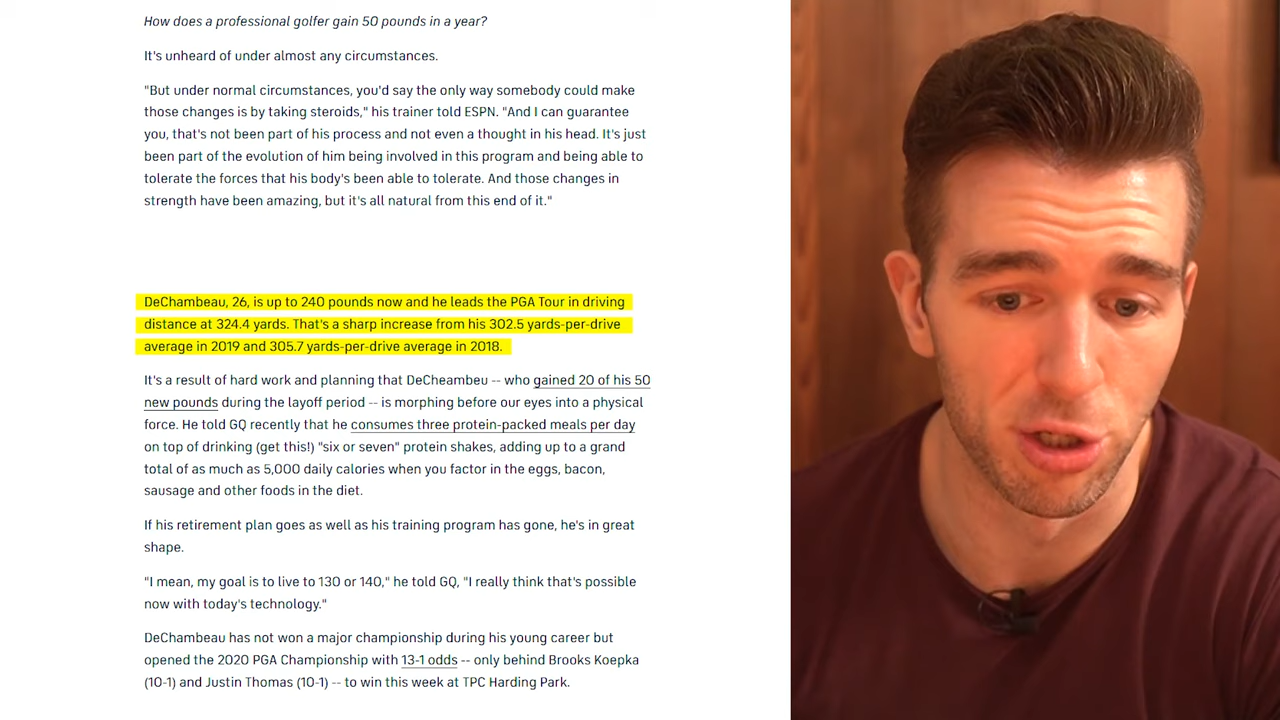 How does a professional golfer gain 50 pounds in a year?
It's unheard of under almost any circumstances.
"But under normal circumstances, you'd say the only way somebody could make
those changes is by taking steroids," his trainer told ESPN. "And I can guarantee
you, that's not been part of his process and not even a thought in his head. It's just
been part of the evolution of him being involved in this program and being able to
tolerate the forces that his body's been able to tolerate. And those changes in
strength have been amazing, but it's all natural from this end of it."
DeChambeau, 26, is up to 240 pounds now and he leads the PGA Tour in driving
distance at 324.4 yards. That's a sharp increase from his 302.5 yards-per-drive
average in 2019 and 305.7 yards-per-drive average in 2018.
It's a result of hard work and planning that DeCheambeu -- who gained 20 of his 50
new pounds during the layoff period -- is morphing before our eyes into a physical
force. He told GQ recently that he consumes three protein-packed meals per day
on top of drinking (get this!) "six or seven" protein shakes, adding up to a grand
total of as much as 5,000 daily calories when you factor in the eggs, bacon,
sausage and other foods in the diet.
If his retirement plan goes as well as his training program has gone, he's in great
shape.
"I mean, my goal is to live to 130 or 140," he told GQ, "I really think that's possible
now with today's technology."
DeChambeau has not won a major championship during his young career but
opened the 2020 PGA Championship with 13-1 odds -- only behind Brooks Koepka
(10-1) and Justin Thomas (10-1) -- to win this week at TPC Harding Park.